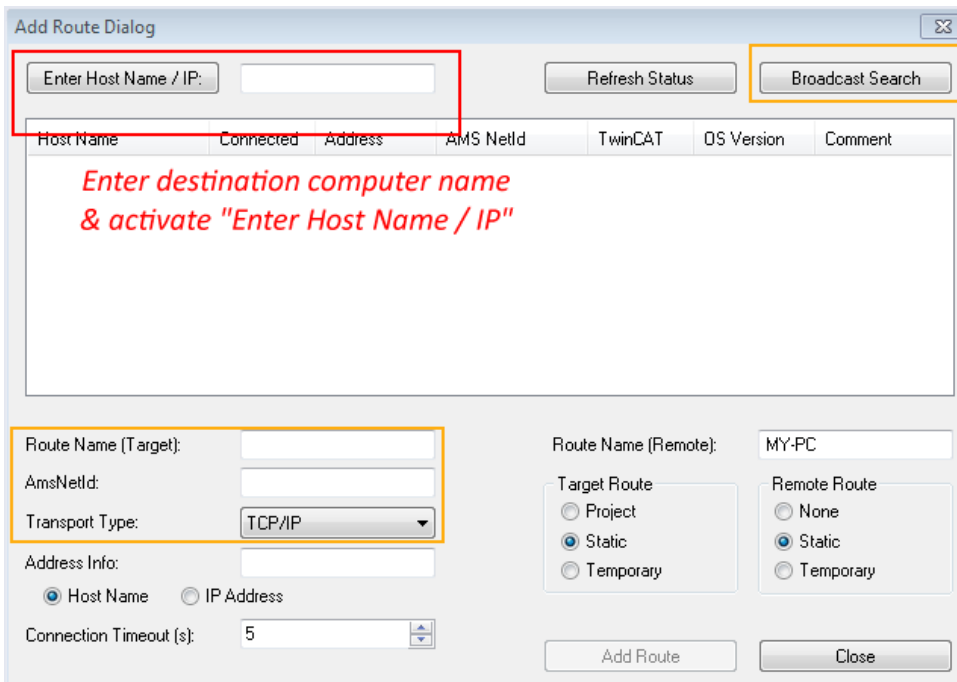 Add Route Dialog
Enter Host Name / IP:
Refresh Status
Broadcast Search
Host Name Connected Address AMS NetId TwinCAT OS Version Comment
Enter destination computer name
& activate "Enter Host Name / IP"
Route Name (Target):
AmsNetId:
Transport Type: TCP/IP
Address Info:
Host Name IP Address
Connection Timeout (s): 5
Route Name (Remote): MY-PC
Target Route
Project
Static
Temporary
Remote Route
None
Static
Temporary
Add Route
Close